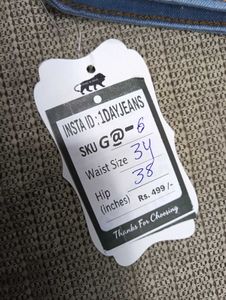 INSTA ID : 1DAYJEANS
SKU G@-6
Waist Size 34
Hip 38
(Inches) Rs. 499 /-
Thanks For Choosing